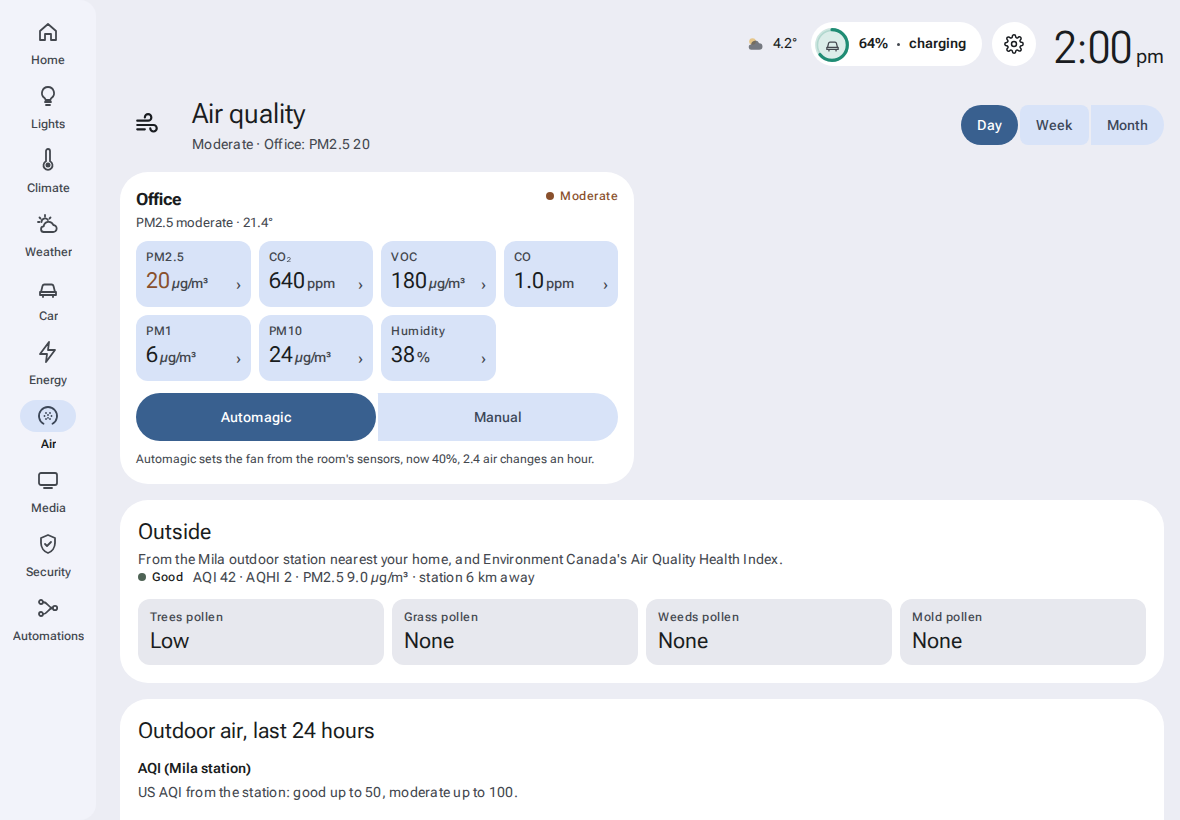 Home
Lights
Climate
Weather
Car
Energy
Air
Media
Security
Automations
4.2°
64% · charging
2:00 pm
Air quality
Moderate · Office: PM2.5 20
Day
Week
Month
Office
Moderate
PM2.5 moderate · 21.4°
PM2.5
20 µg/m³ ›
CO₂
640 ppm ›
VOC
180 µg/m³ ›
CO
1.0 ppm ›
PM1
6 µg/m³ ›
PM10
24 µg/m³ ›
Humidity
38 % ›
Automagic
Manual
Automagic sets the fan from the room's sensors, now 40%, 2.4 air changes an hour.
Outside
From the Mila outdoor station nearest your home, and Environment Canada's Air Quality Health Index.
Good AQI 42 · AQHI 2 · PM2.5 9.0 µg/m³ · station 6 km away
Trees pollen
Low
Grass pollen
None
Weeds pollen
None
Mold pollen
None
Outdoor air, last 24 hours
AQI (Mila station)
US AQI from the station: good up to 50, moderate up to 100.